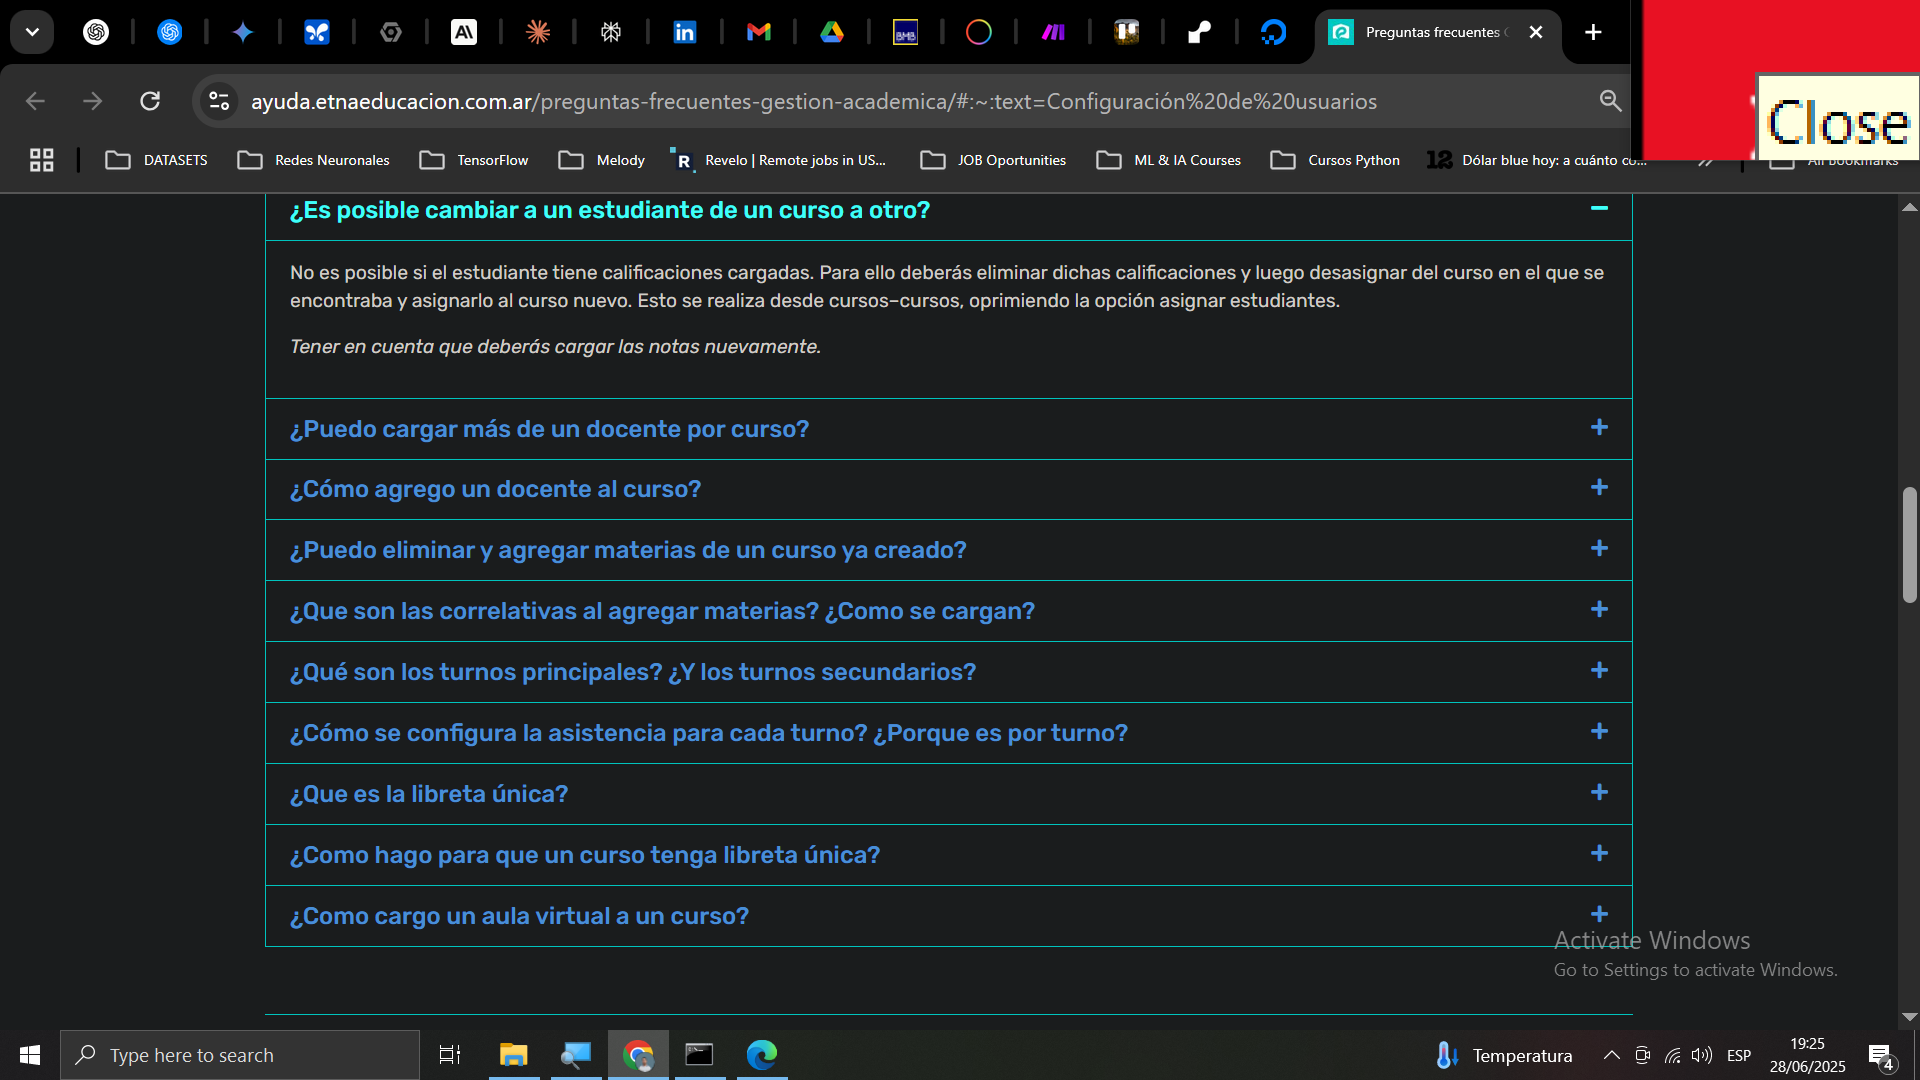 Preguntas frecuentes
ayuda.etnaeducacion.com.ar/preguntas-frecuentes-gestion-academica/#:~:text=Configuración%20de%20usuarios
Close
DATASETS
Redes Neuronales
TensorFlow
Melody
Revelo | Remote jobs in US...
JOB Oportunities
ML & IA Courses
Cursos Python
Dólar blue hoy: a cuánto co...
All Bookmarks
¿Es posible cambiar a un estudiante de un curso a otro?
No es posible si el estudiante tiene calificaciones cargadas. Para ello deberás eliminar dichas calificaciones y luego desasignar del curso en el que se
encontraba y asignarlo al curso nuevo. Esto se realiza desde cursos–cursos, oprimiendo la opción asignar estudiantes.
Tener en cuenta que deberás cargar las notas nuevamente.
¿Puedo cargar más de un docente por curso?
¿Cómo agrego un docente al curso?
¿Puedo eliminar y agregar materias de un curso ya creado?
¿Que son las correlativas al agregar materias? ¿Como se cargan?
¿Qué son los turnos principales? ¿Y los turnos secundarios?
¿Cómo se configura la asistencia para cada turno? ¿Porque es por turno?
¿Que es la libreta única?
¿Como hago para que un curso tenga libreta única?
¿Como cargo un aula virtual a un curso?
Activate Windows
Go to Settings to activate Windows.
Type here to search
Temperatura
ESP
19:25
28/06/2025
4